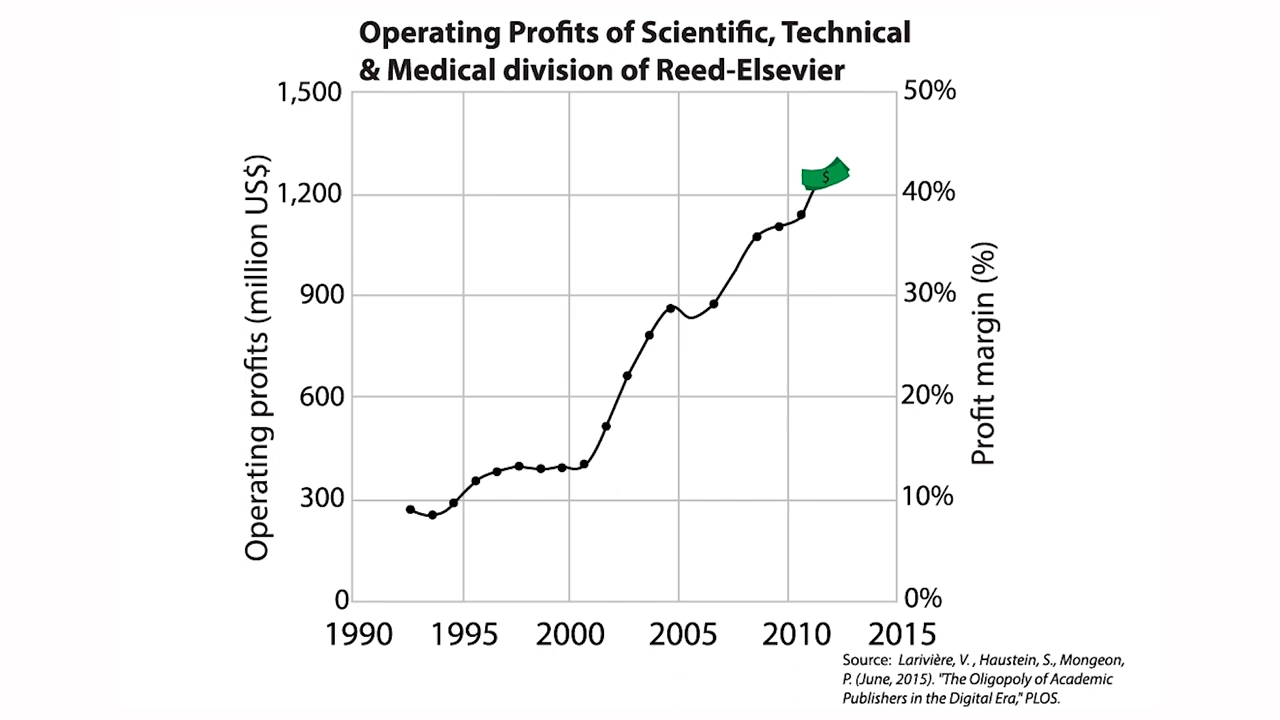 Operating Profits of Scientific, Technical
& Medical division of Reed-Elsevier
Operating profits (million US$)
1,500
1,200
900
600
300
0
50%
40%
30%
20%
10%
0%
Profit margin (%)
$
1990 1995 2000 2005 2010 2015
Source: Larivière, V. , Haustein, S., Mongeon,
P. (June, 2015). "The Oligopoly of Academic
Publishers in the Digital Era," PLOS.